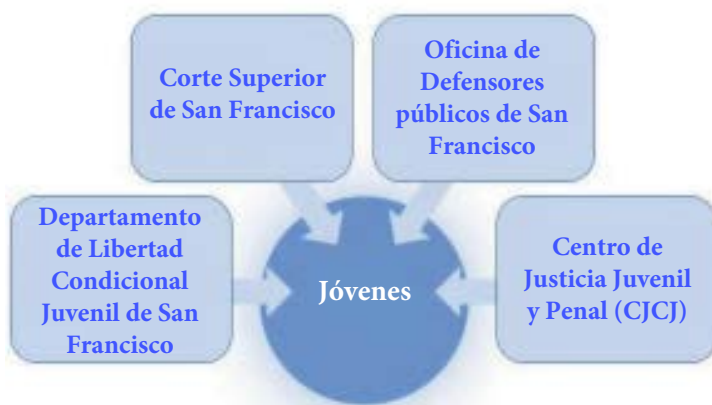 Corte Superior
de San Francisco
Oficina de
Defensores
públicos de San
Francisco
Departamento
de Libertad
Condicional
Juvenil de San
Francisco
Jóvenes
Centro de
Justicia Juvenil
y Penal (CJCJ)